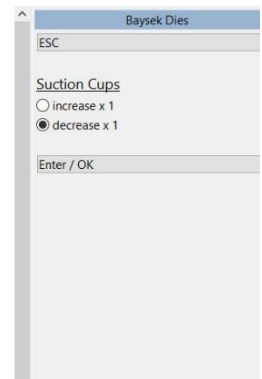 Baysek Dies
ESC
Suction Cups
increase x 1
decrease x 1
Enter / OK